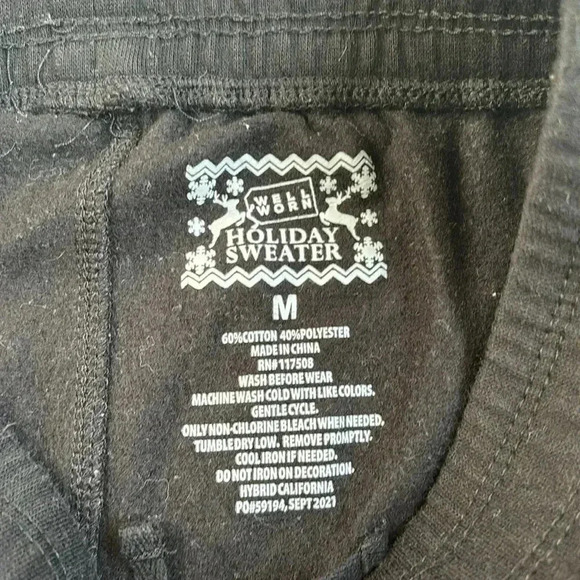 WELL
WORN
HOLIDAY
SWEATER
M
60%COTTON 40%POLYESTER
MADE IN CHINA
RN#117508
WASH BEFORE WEAR
MACHINE WASH COLD WITH LIKE COLORS.
GENTLE CYCLE.
ONLY NON-CHLORINE BLEACH WHEN NEEDED.
TUMBLE DRY LOW. REMOVE PROMPTLY.
COOL IRON IF NEEDED.
DO NOT IRON ON DECORATION.
HYBRID CALIFORNIA
PO#59194, SEPT 2021